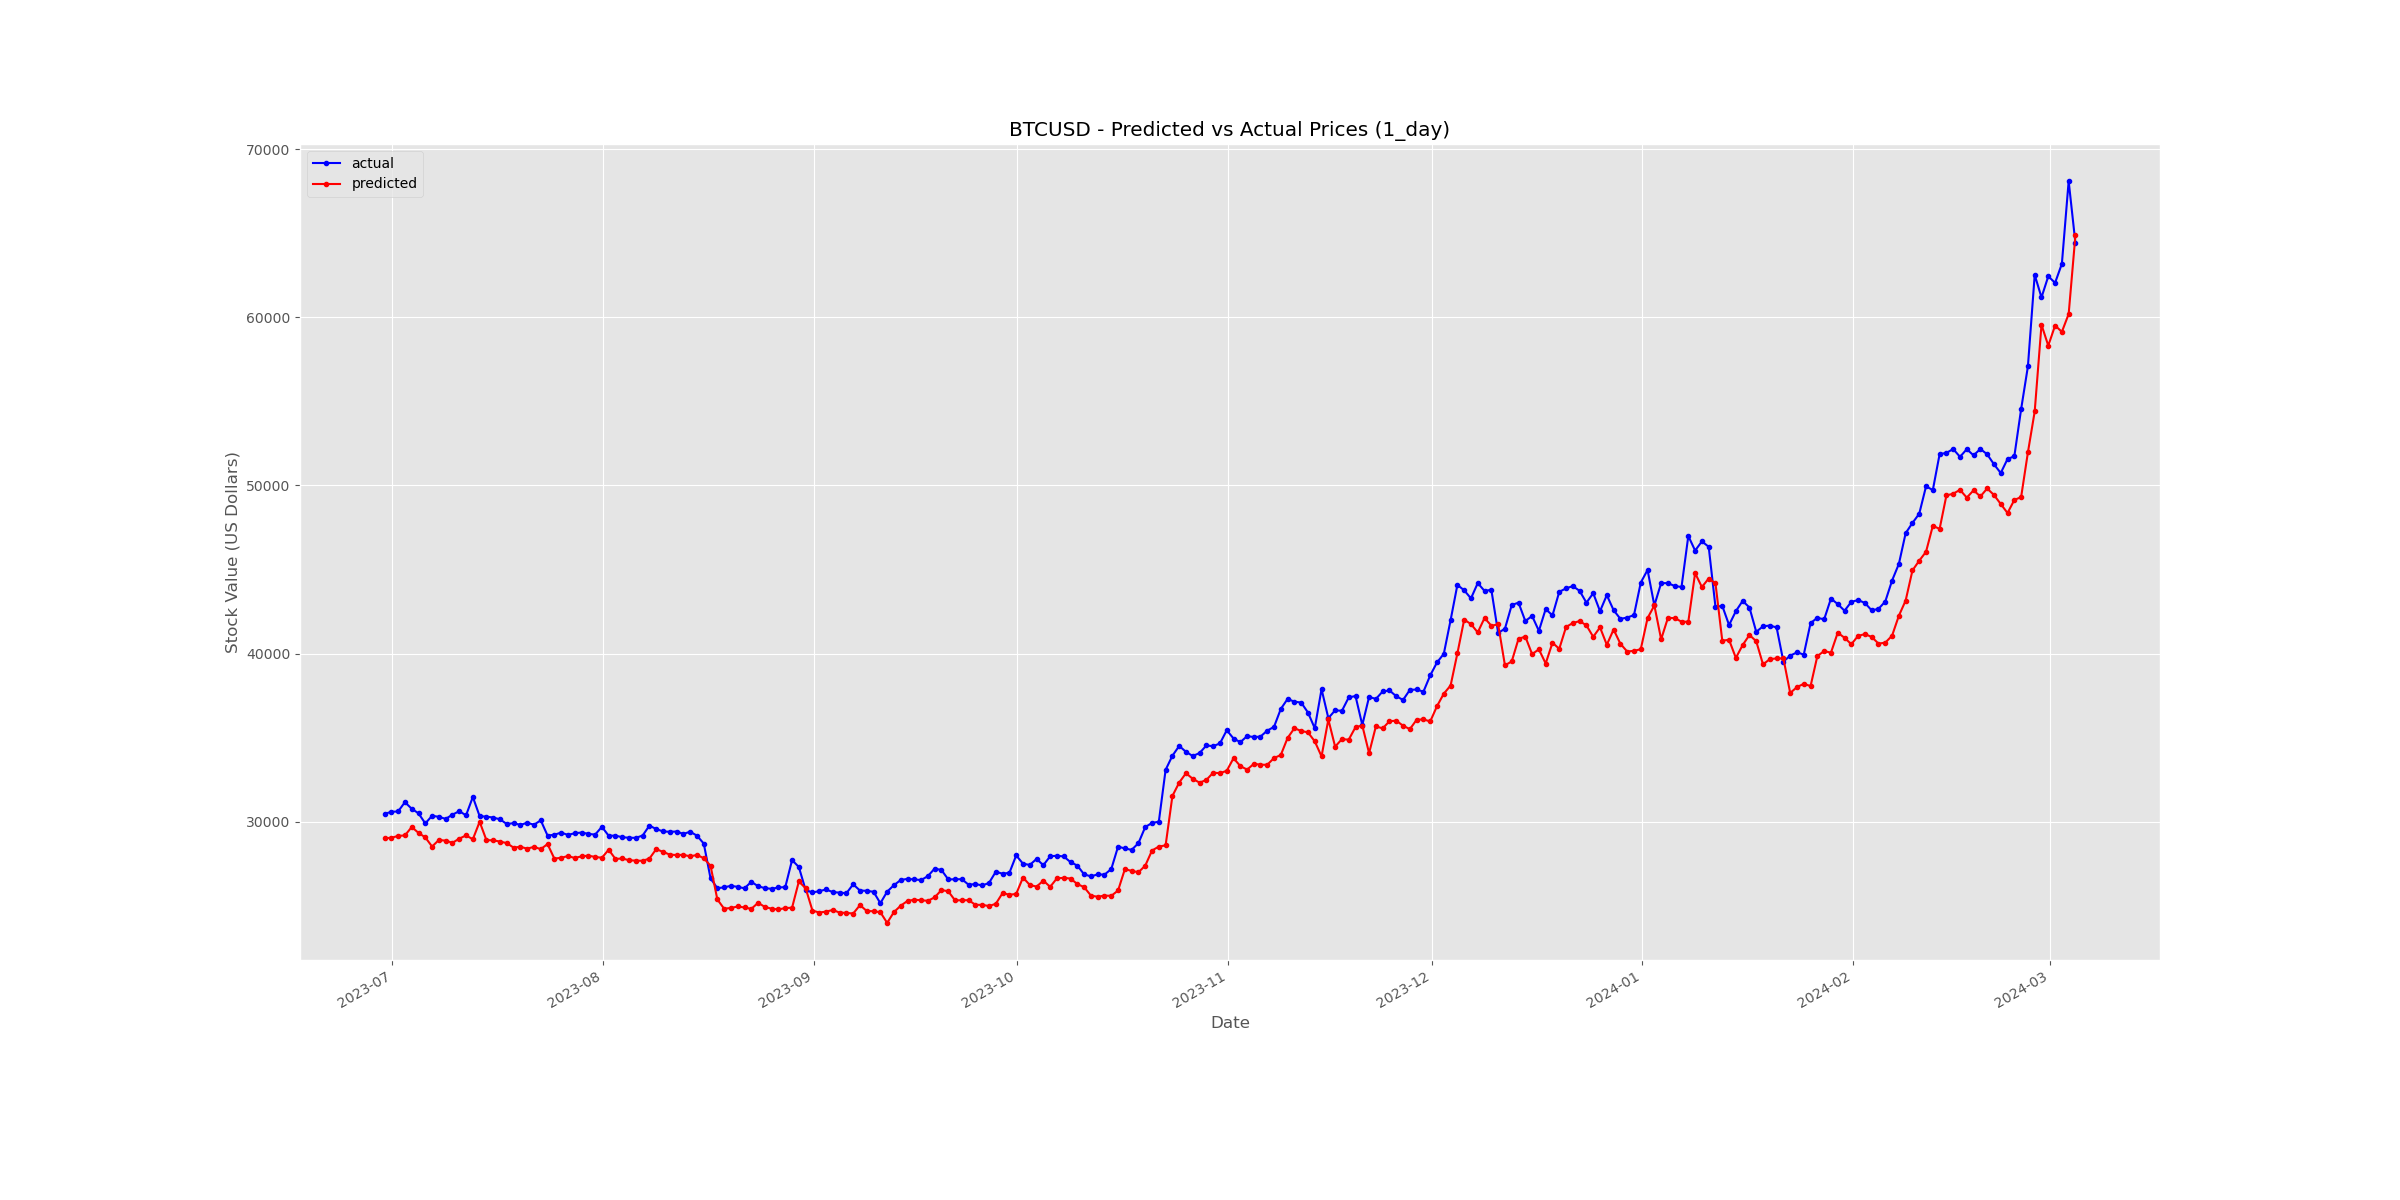 BTCUSD - Predicted vs Actual Prices (1_day)
actual
predicted
70000
60000
50000
40000
30000
Stock Value (US Dollars)
2023-07
2023-08
2023-09
2023-10
2023-11
2023-12
2024-01
2024-02
2024-03
Date